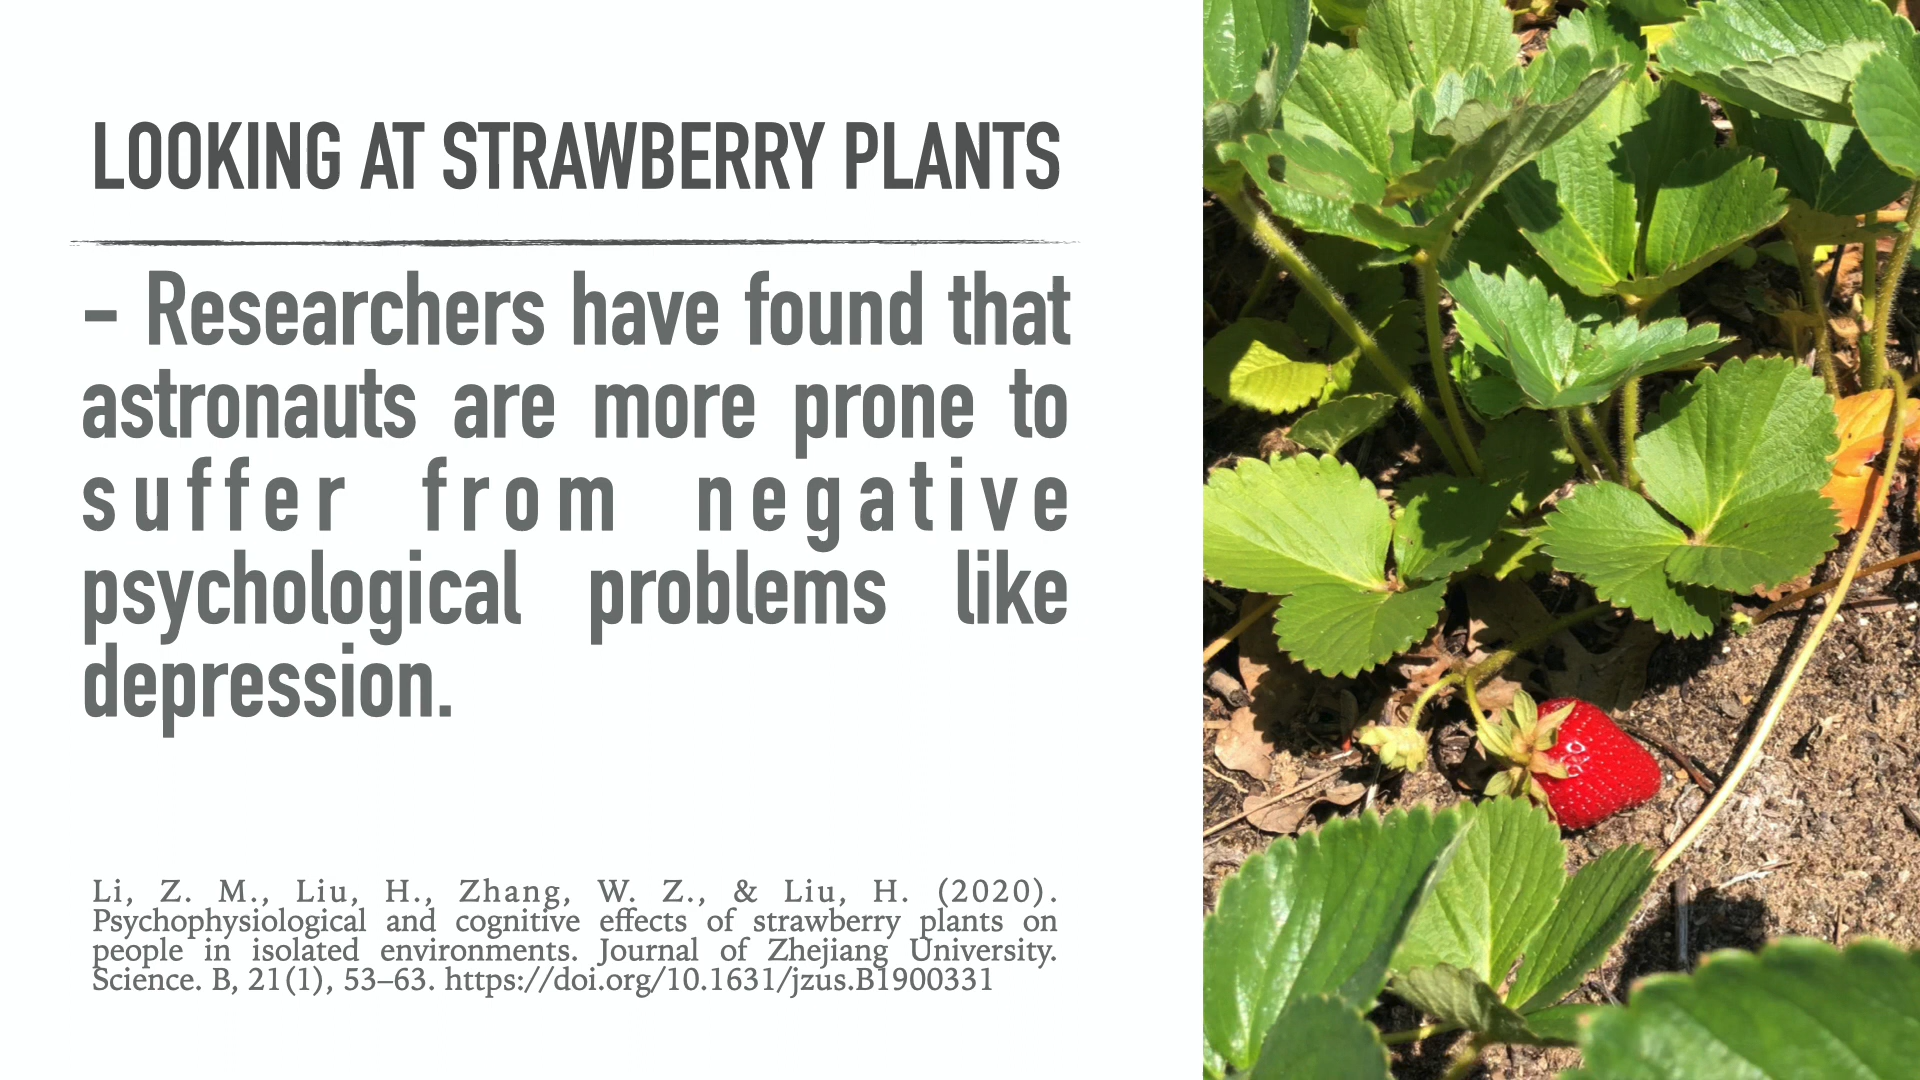 LOOKING AT STRAWBERRY PLANTS
– Researchers have found that
astronauts are more prone to
suffer from negative
psychological problems like
depression.
Li, Z. M., Liu, H., Zhang, W. Z., & Liu, H. (2020).
Psychophysiological and cognitive effects of strawberry plants on
people in isolated environments. Journal of Zhejiang University.
Science. B, 21(1), 53–63. https://doi.org/10.1631/jzus.B1900331